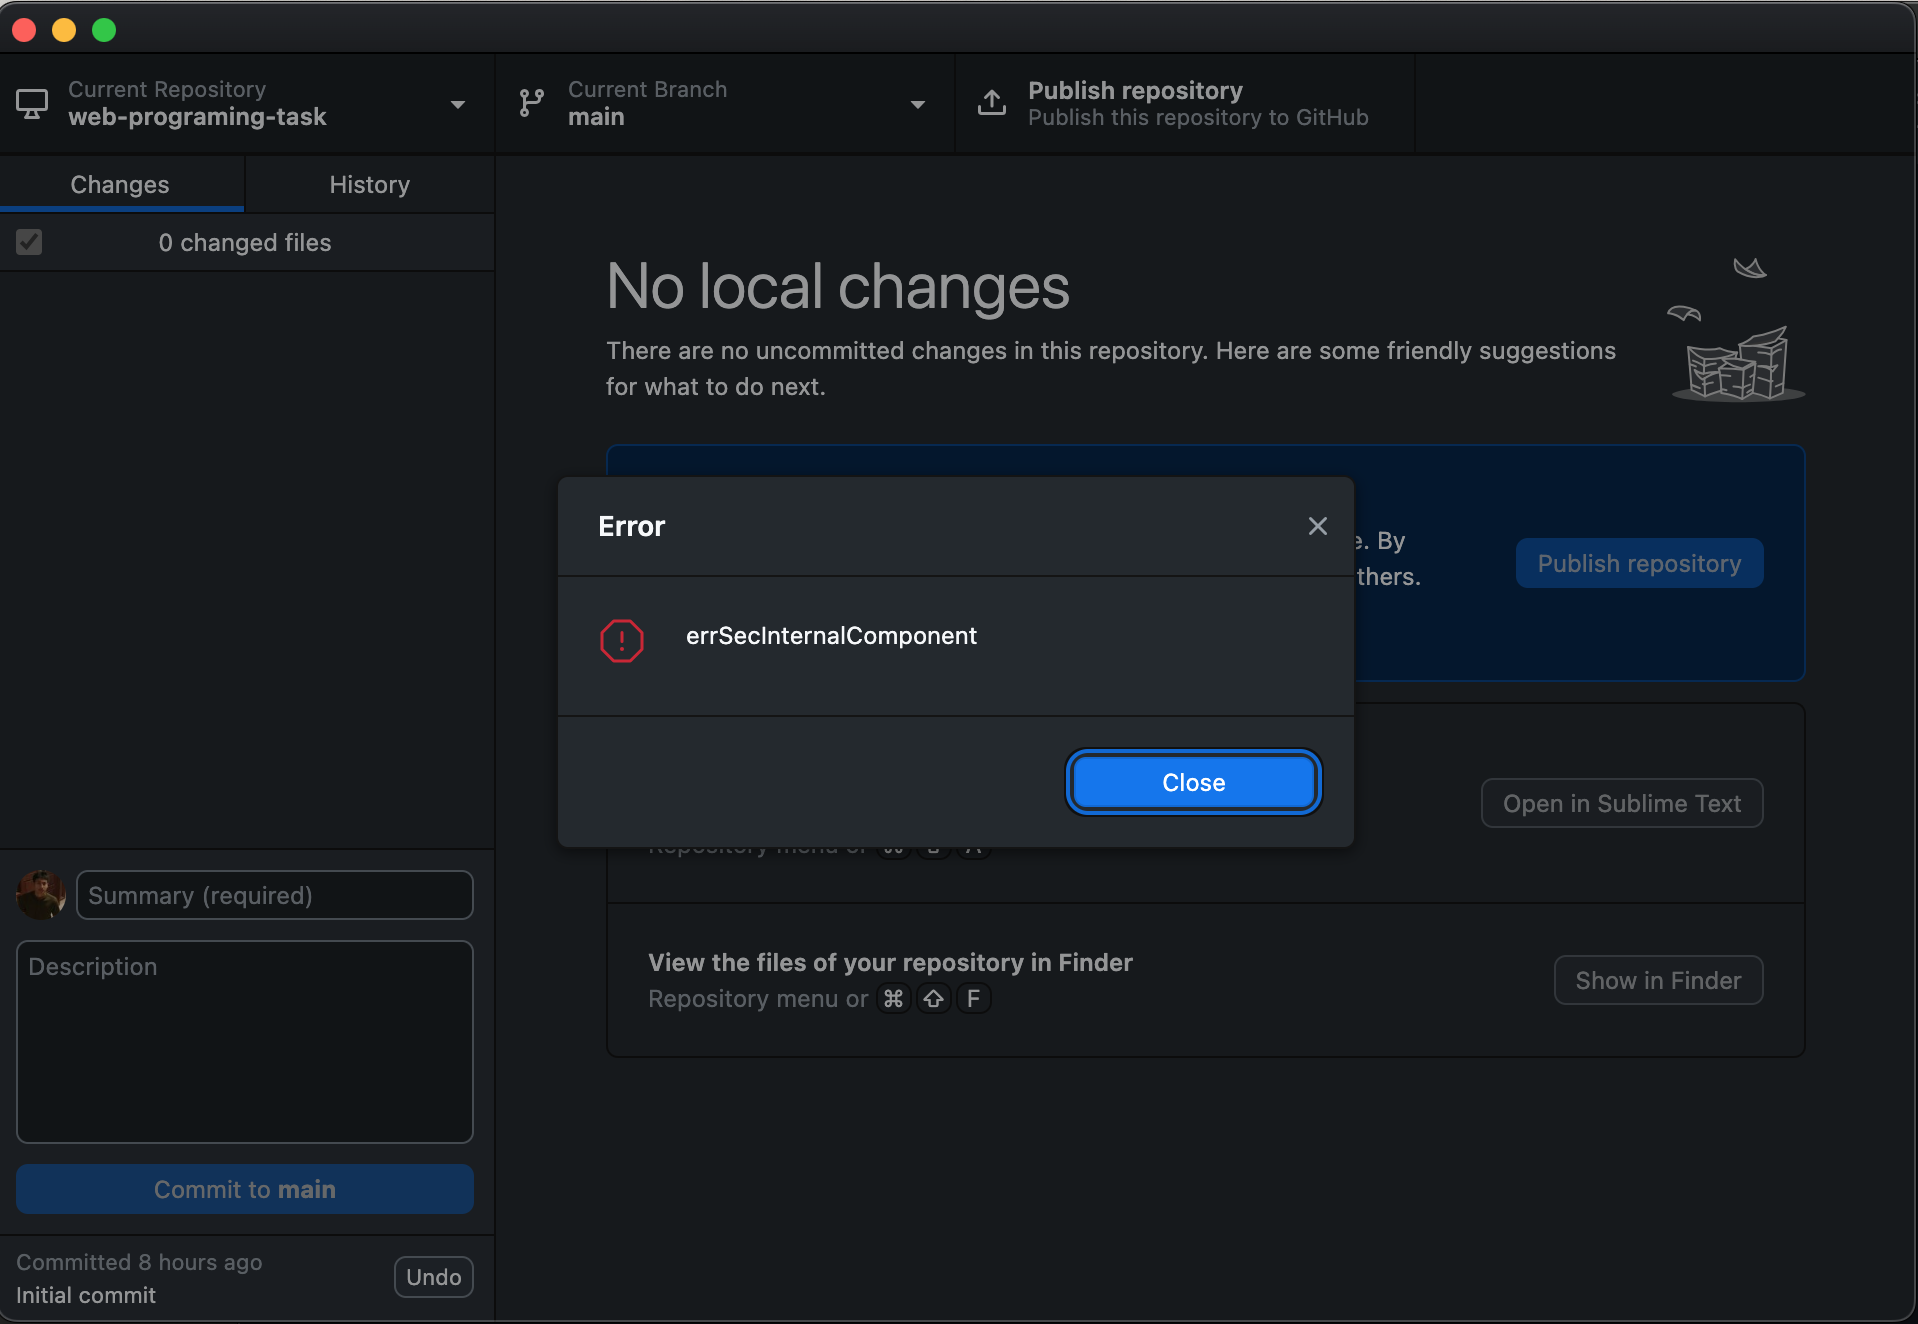 Current Repository
web-programing-task
Current Branch
main
Publish repository
Publish this repository to GitHub
Changes
History
0 changed files
No local changes
There are no uncommitted changes in this repository. Here are some friendly suggestions
for what to do next.
Error
errSecInternalComponent
Close
e. By
thers.
Publish repository
Open in Sublime Text
Repository menu or ⌘ ⇧ A
View the files of your repository in Finder
Repository menu or ⌘ ⇧ F
Show in Finder
Summary (required)
Description
Commit to main
Committed 8 hours ago
Initial commit
Undo